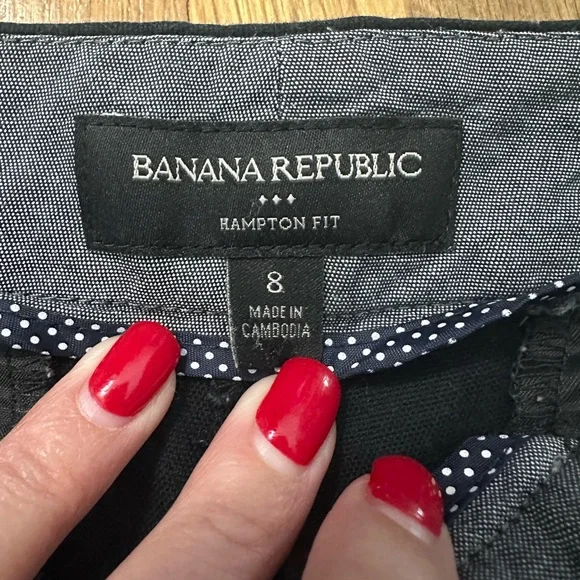 BANANA REPUBLIC
HAMPTON FIT
8
MADE IN
CAMBODIA